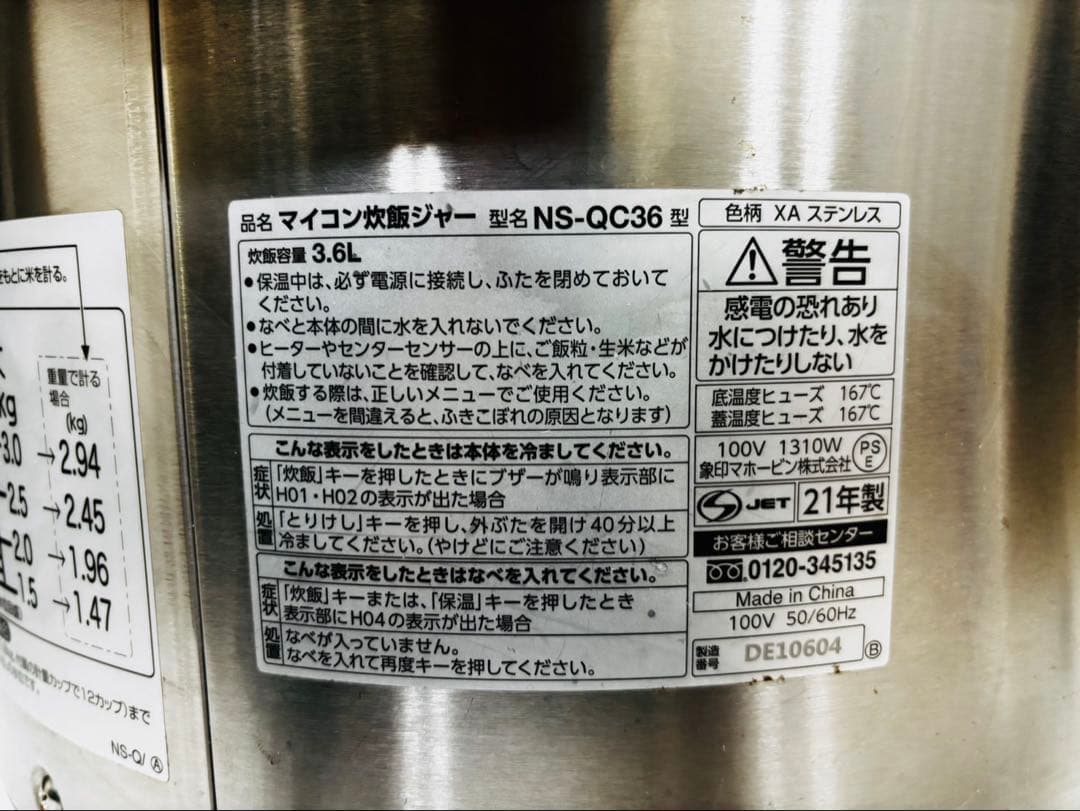 をもとに米を計る。
重量で計る
場合
(kg)
kg
3.0 →2.94
2.5 →2.45
2.0 →1.96
1.5 →1.47
カップで12カップ)まで
NS-Q/ Ⓐ
品名 マイコン炊飯ジャー 型名 NS-QC36 型
炊飯容量 3.6L
●保温中は、必ず電源に接続し、ふたを閉めておいて
ください。
●なべと本体の間に水を入れないでください。
●ヒーターやセンターセンサーの上に、ご飯粒・生米などが
付着していないことを確認して、なべを入れてください。
●炊飯する際は、正しいメニューでご使用ください。
(メニューを間違えると、ふきこぼれの原因となります)
こんな表示をしたときは本体を冷ましてください。
症状 「炊飯」キーを押したときにブザーが鳴り表示部に
H01・H02の表示が出た場合
処置 「とりけし」キーを押し、外ぶたを開け40分以上
冷ましてください。(やけどにご注意ください)
こんな表示をしたときはなべを入れてください。
症状 「炊飯」キーまたは、「保温」キーを押したとき
表示部にH04の表示が出た場合
処置 なべが入っていません。
なべを入れて再度キーを押してください。
色柄 XA ステンレス
警告
感電の恐れあり
水につけたり、水を
かけたりしない
底温度ヒューズ 167℃
蓋温度ヒューズ 167℃
100V 1310W
象印マホービン株式会社
PS
E
S JET 21年製
お客様ご相談センター
0120-345135
Made in China
100V 50/60Hz
製造
番号 DE10604 Ⓑ